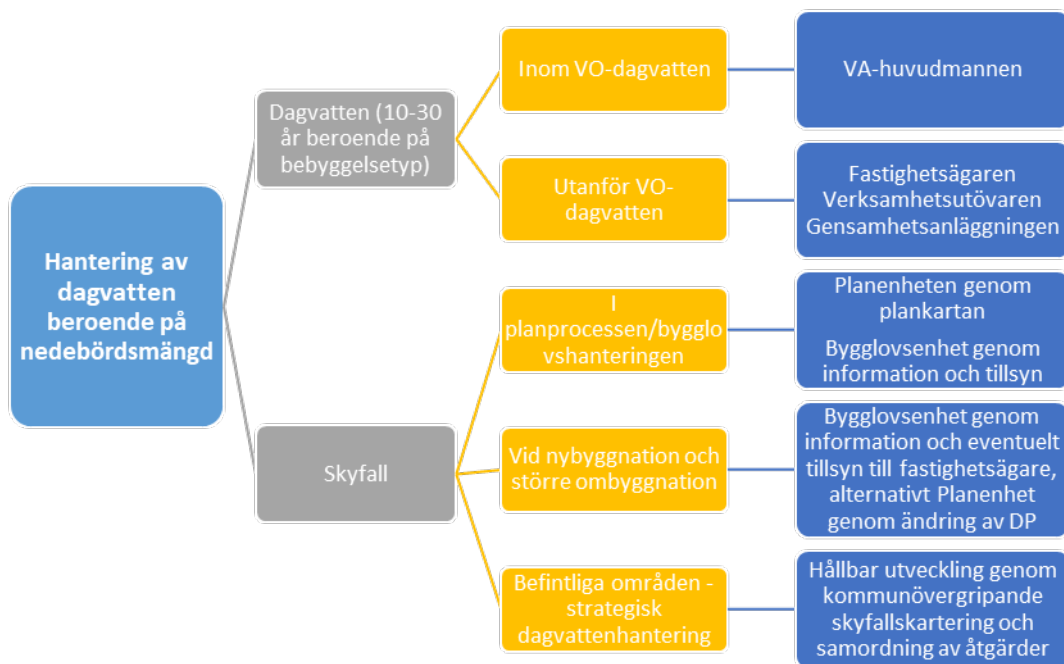 Hantering av
dagvatten
beroende på
nedebördsmängd
Dagvatten (10-30
år beroende på
bebyggelsetyp)
Inom VO-dagvatten
VA-huvudmannen
Utanför VO-
dagvatten
Fastighetsägaren
Verksamhetsutövaren
Gensamhetsanläggningen
Skyfall
I
planprocessen/bygglo
vshanteringen
Planenheten genom
plankartan
Bygglovsenhet genom
information och tillsyn
Vid nybyggnation och
större ombyggnation
Bygglovsenhet genom
information och eventuelt
tillsyn till fastighetsägare,
alternativt Planenhet
genom ändring av DP
Befintliga områden -
strategisk
dagvattenhantering
Hållbar utveckling genom
kommunövergripande
skyfallskartering och
samordning av åtgärder